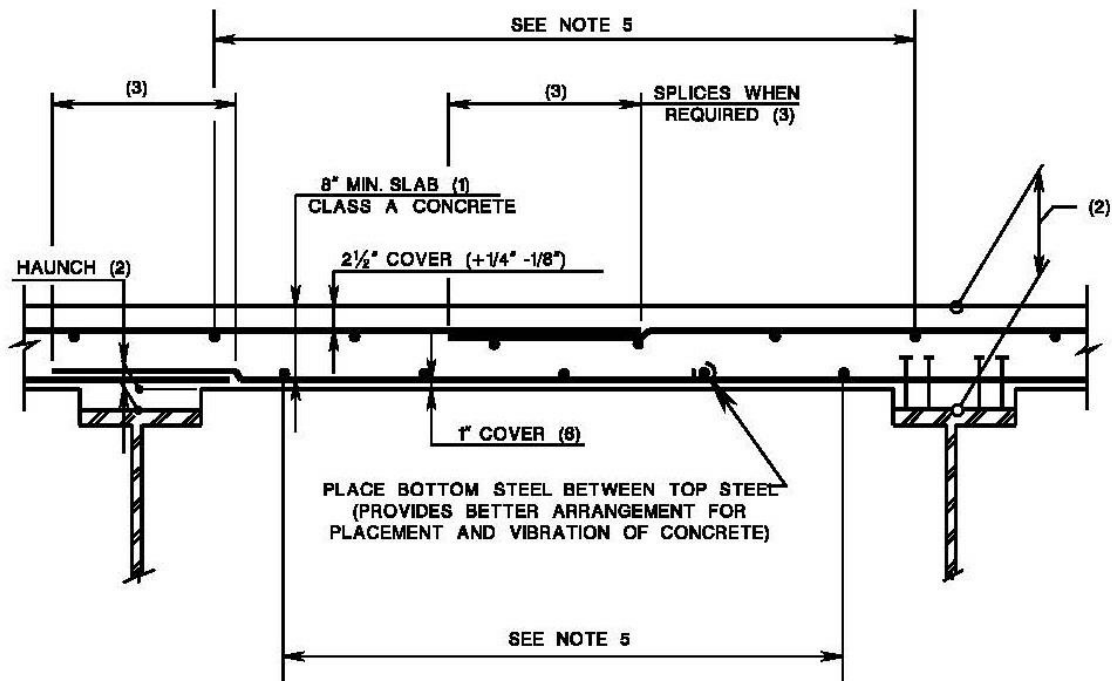 SEE NOTE 5
(3)
(3)
SPLICES WHEN
REQUIRED (3)
8" MIN. SLAB (1)
CLASS A CONCRETE
(2)
2½" COVER (+1/4" -1/8")
HAUNCH (2)
1" COVER (6)
PLACE BOTTOM STEEL BETWEEN TOP STEEL
(PROVIDES BETTER ARRANGEMENT FOR
PLACEMENT AND VIBRATION OF CONCRETE)
SEE NOTE 5